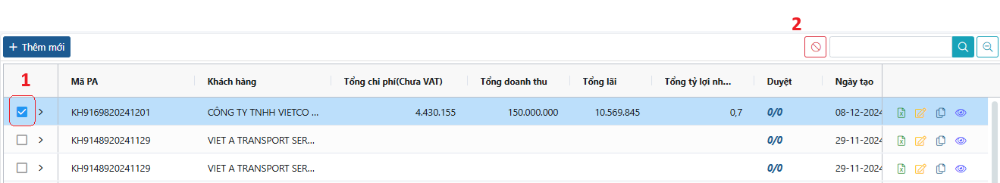 2
+ Thêm mới
1
Mã PA Khách hàng Tổng chi phí(Chưa VAT) Tổng doanh thu Tổng lãi Tổng tỷ lợi nh... Duyệt Ngày tạo
KH9169820241201 CÔNG TY TNHH VIETCO ... 4.430.155 150.000.000 10.569.845 0,7 0/0 08-12-2024
KH9148920241129 VIET A TRANSPORT SER... 0/0 29-11-2024
KH9148920241129 VIET A TRANSPORT SER... 0/0 29-11-2024